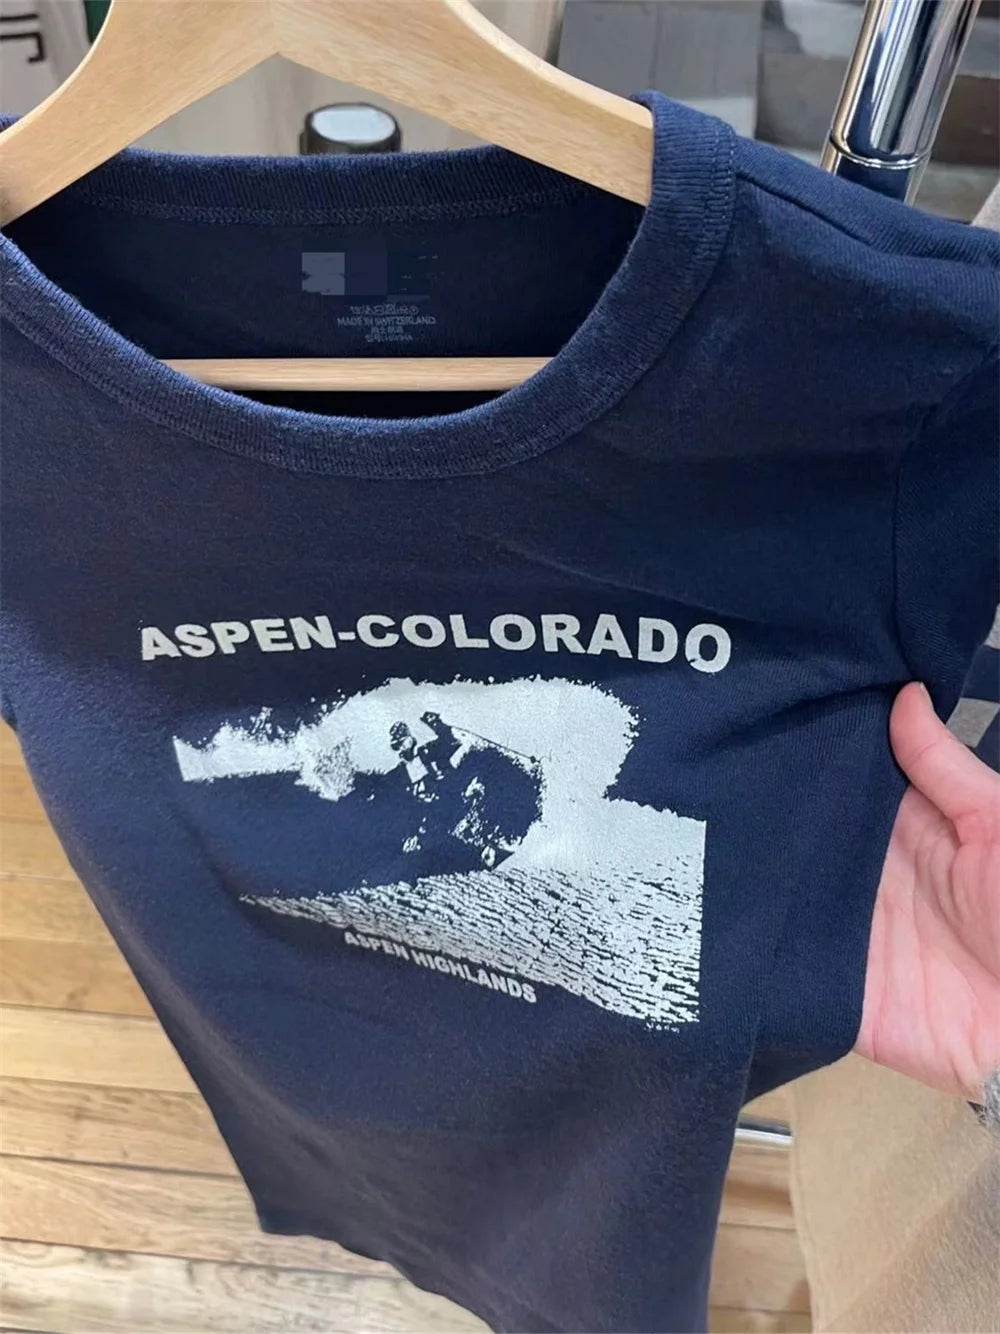 MADE IN SWITZERLAND
ASPEN-COLORADO
ASPEN HIGHLANDS